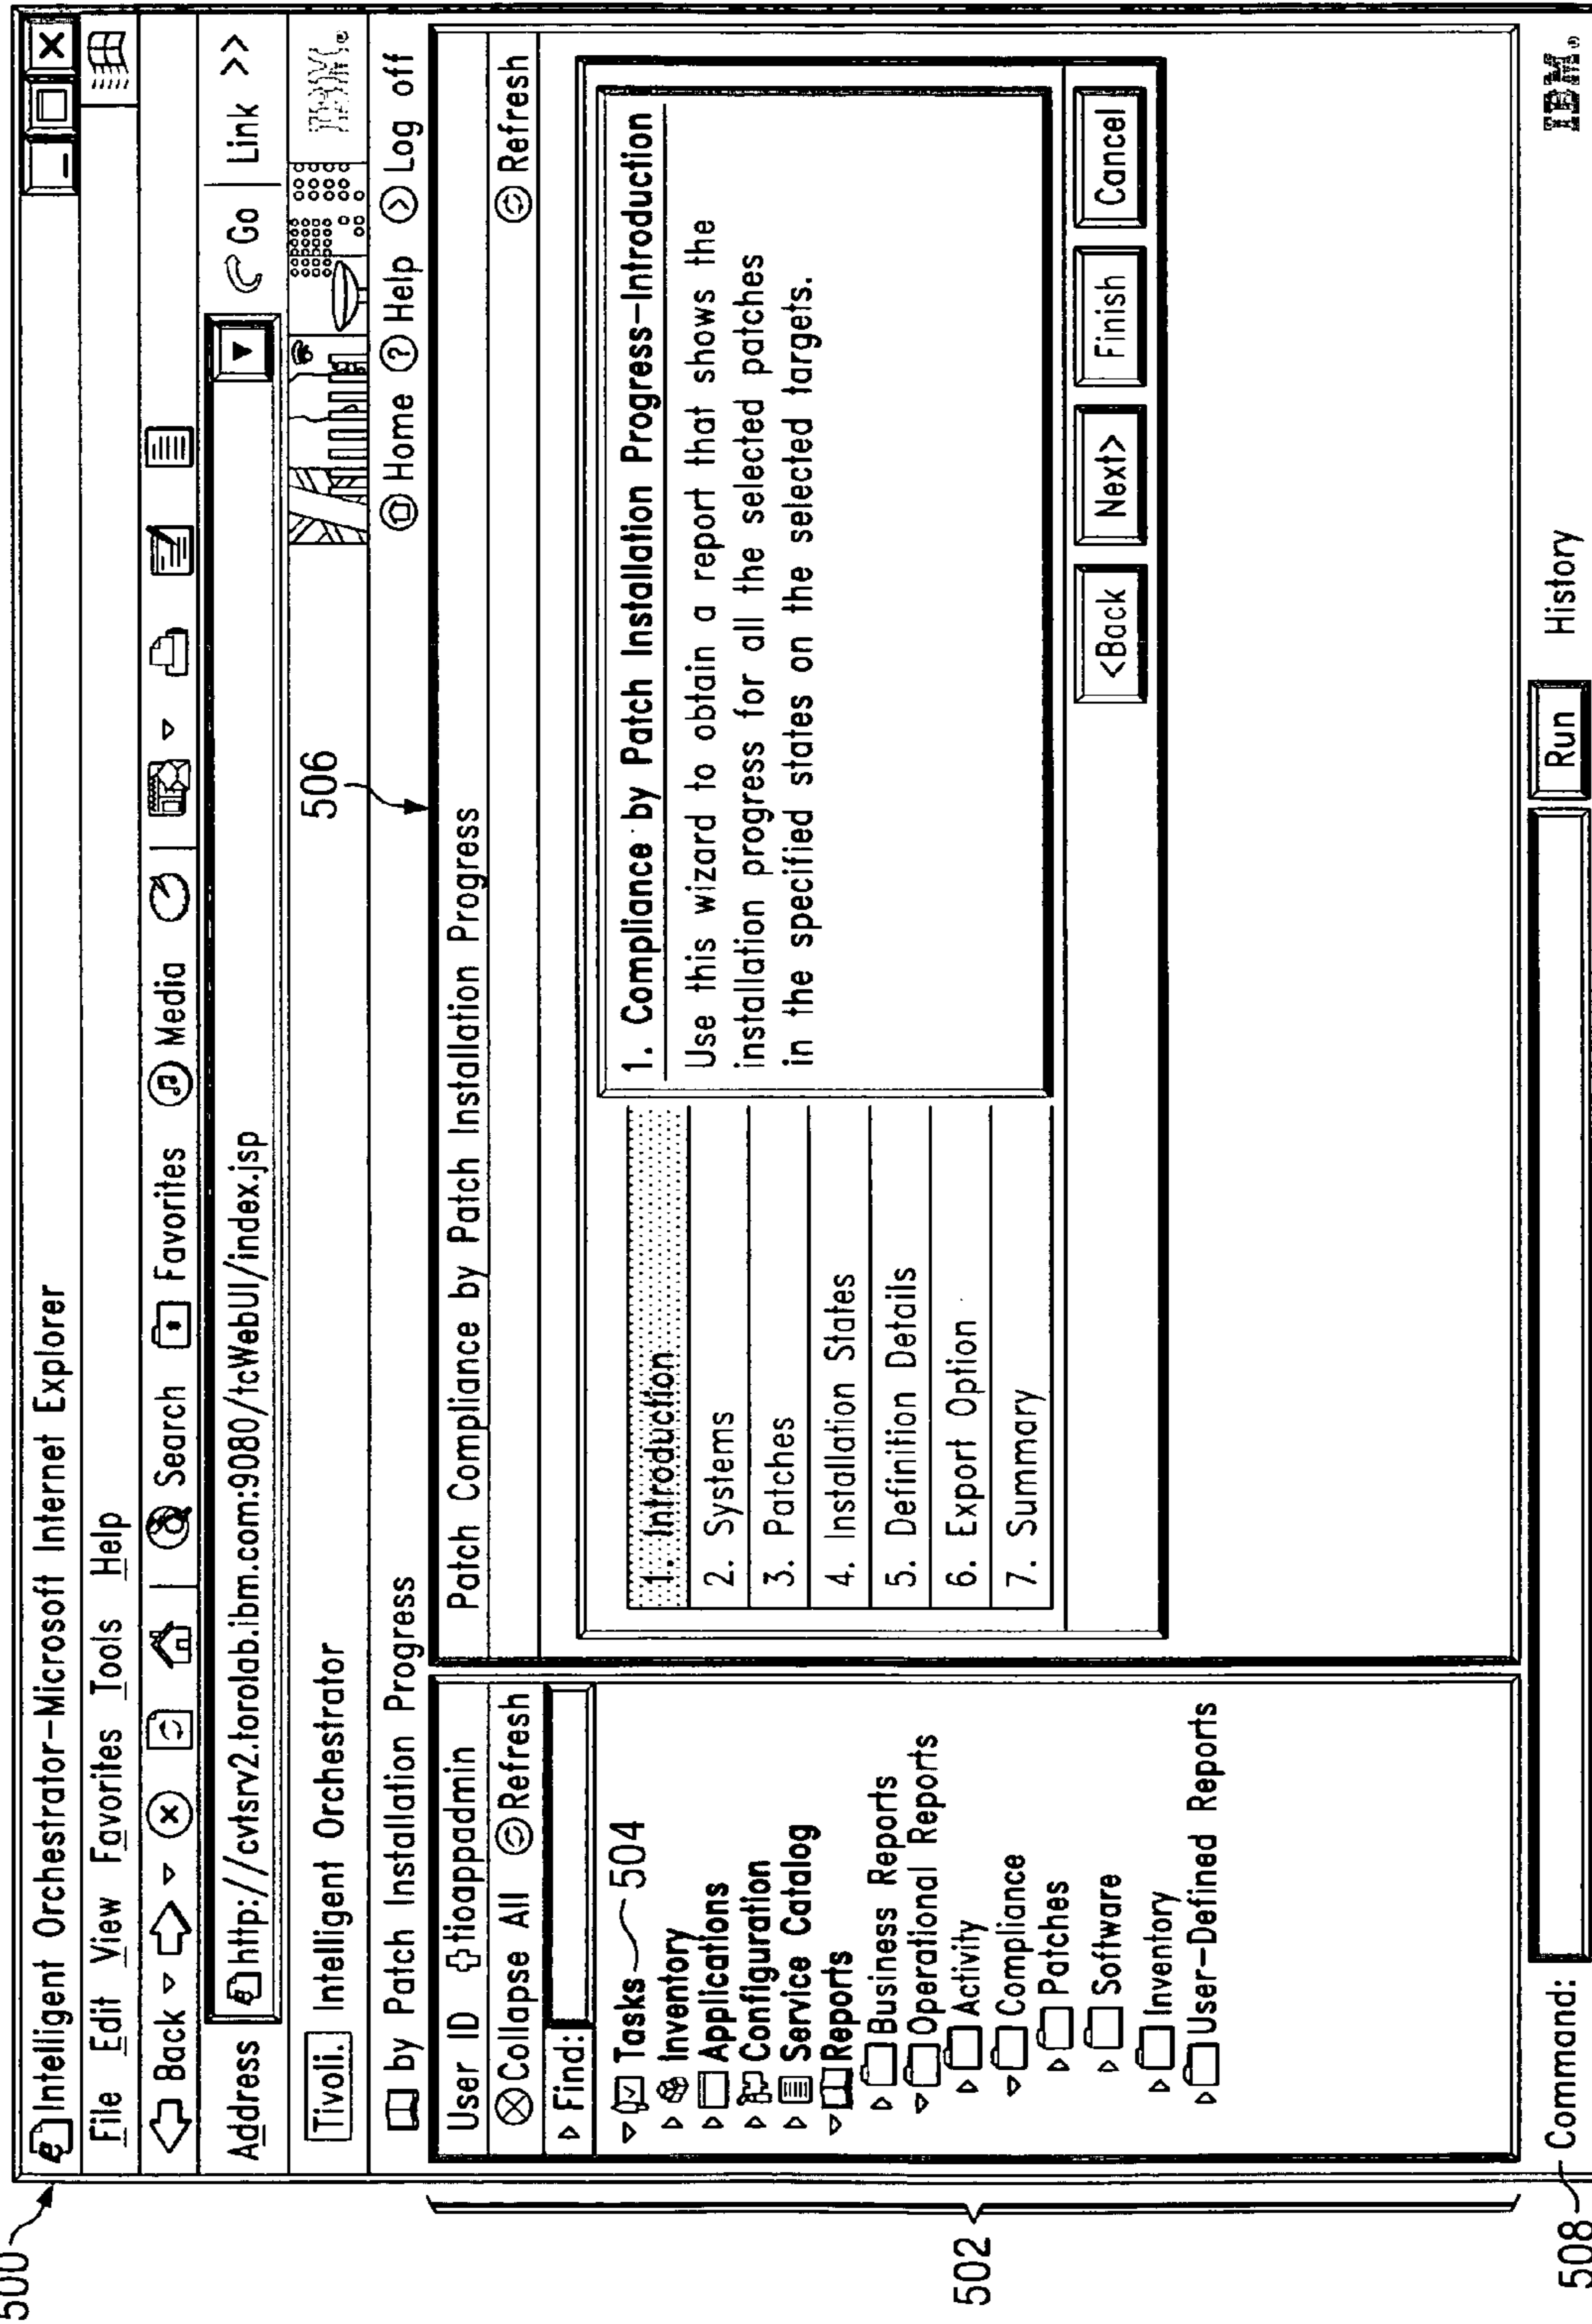 500
Intelligent Orchestrator-Microsoft Internet Explorer
File Edit View Favorites Tools Help
Back Search Favorites Media
Address http://cvtsrv2.torolab.ibm.com:9080/tcWebUI/index.jsp Go Link >>
Tivoli. Intelligent Orchestrator IBM®
506
by Patch Installation Progress Home ? Help Log off
User ID tioappadmin
Collapse All Refresh
Find:
Tasks 504
Inventory
Applications
Configuration
Service Catalog
Reports
Business Reports
Operational Reports
Activity
Compliance
Patches
Software
Inventory
User-Defined Reports
502
Patch Compliance by Patch Installation Progress
Refresh
1. Introduction
2. Systems
3. Patches
4. Installation States
5. Definition Details
6. Export Option
7. Summary
1. Compliance by Patch Installation Progress-Introduction
Use this wizard to obtain a report that shows the
installation progress for all the selected patches
in the specified states on the selected targets.
<Back Next> Finish Cancel
508
Command: Run History IBM®